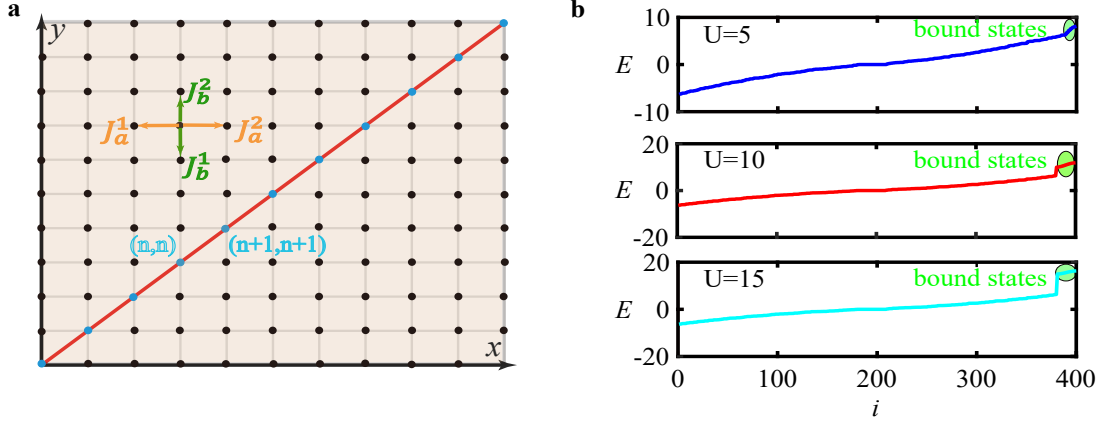 a
y
J_b^2
J_a^1
J_a^2
J_b^1
(n,n)
(n+1,n+1)
x
b
10
U=5
bound states
E
0
-10
20
U=10
bound states
E
0
-20
20
U=15
bound states
E
0
-20
0
100
200
300
400
i